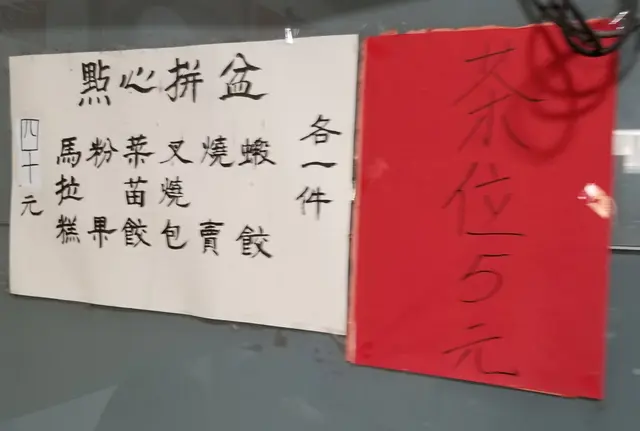 點心拼盆
各一件
蝦餃
燒賣
叉燒包
菜苗餃
粉果
馬拉糕
四十元
茶位5元